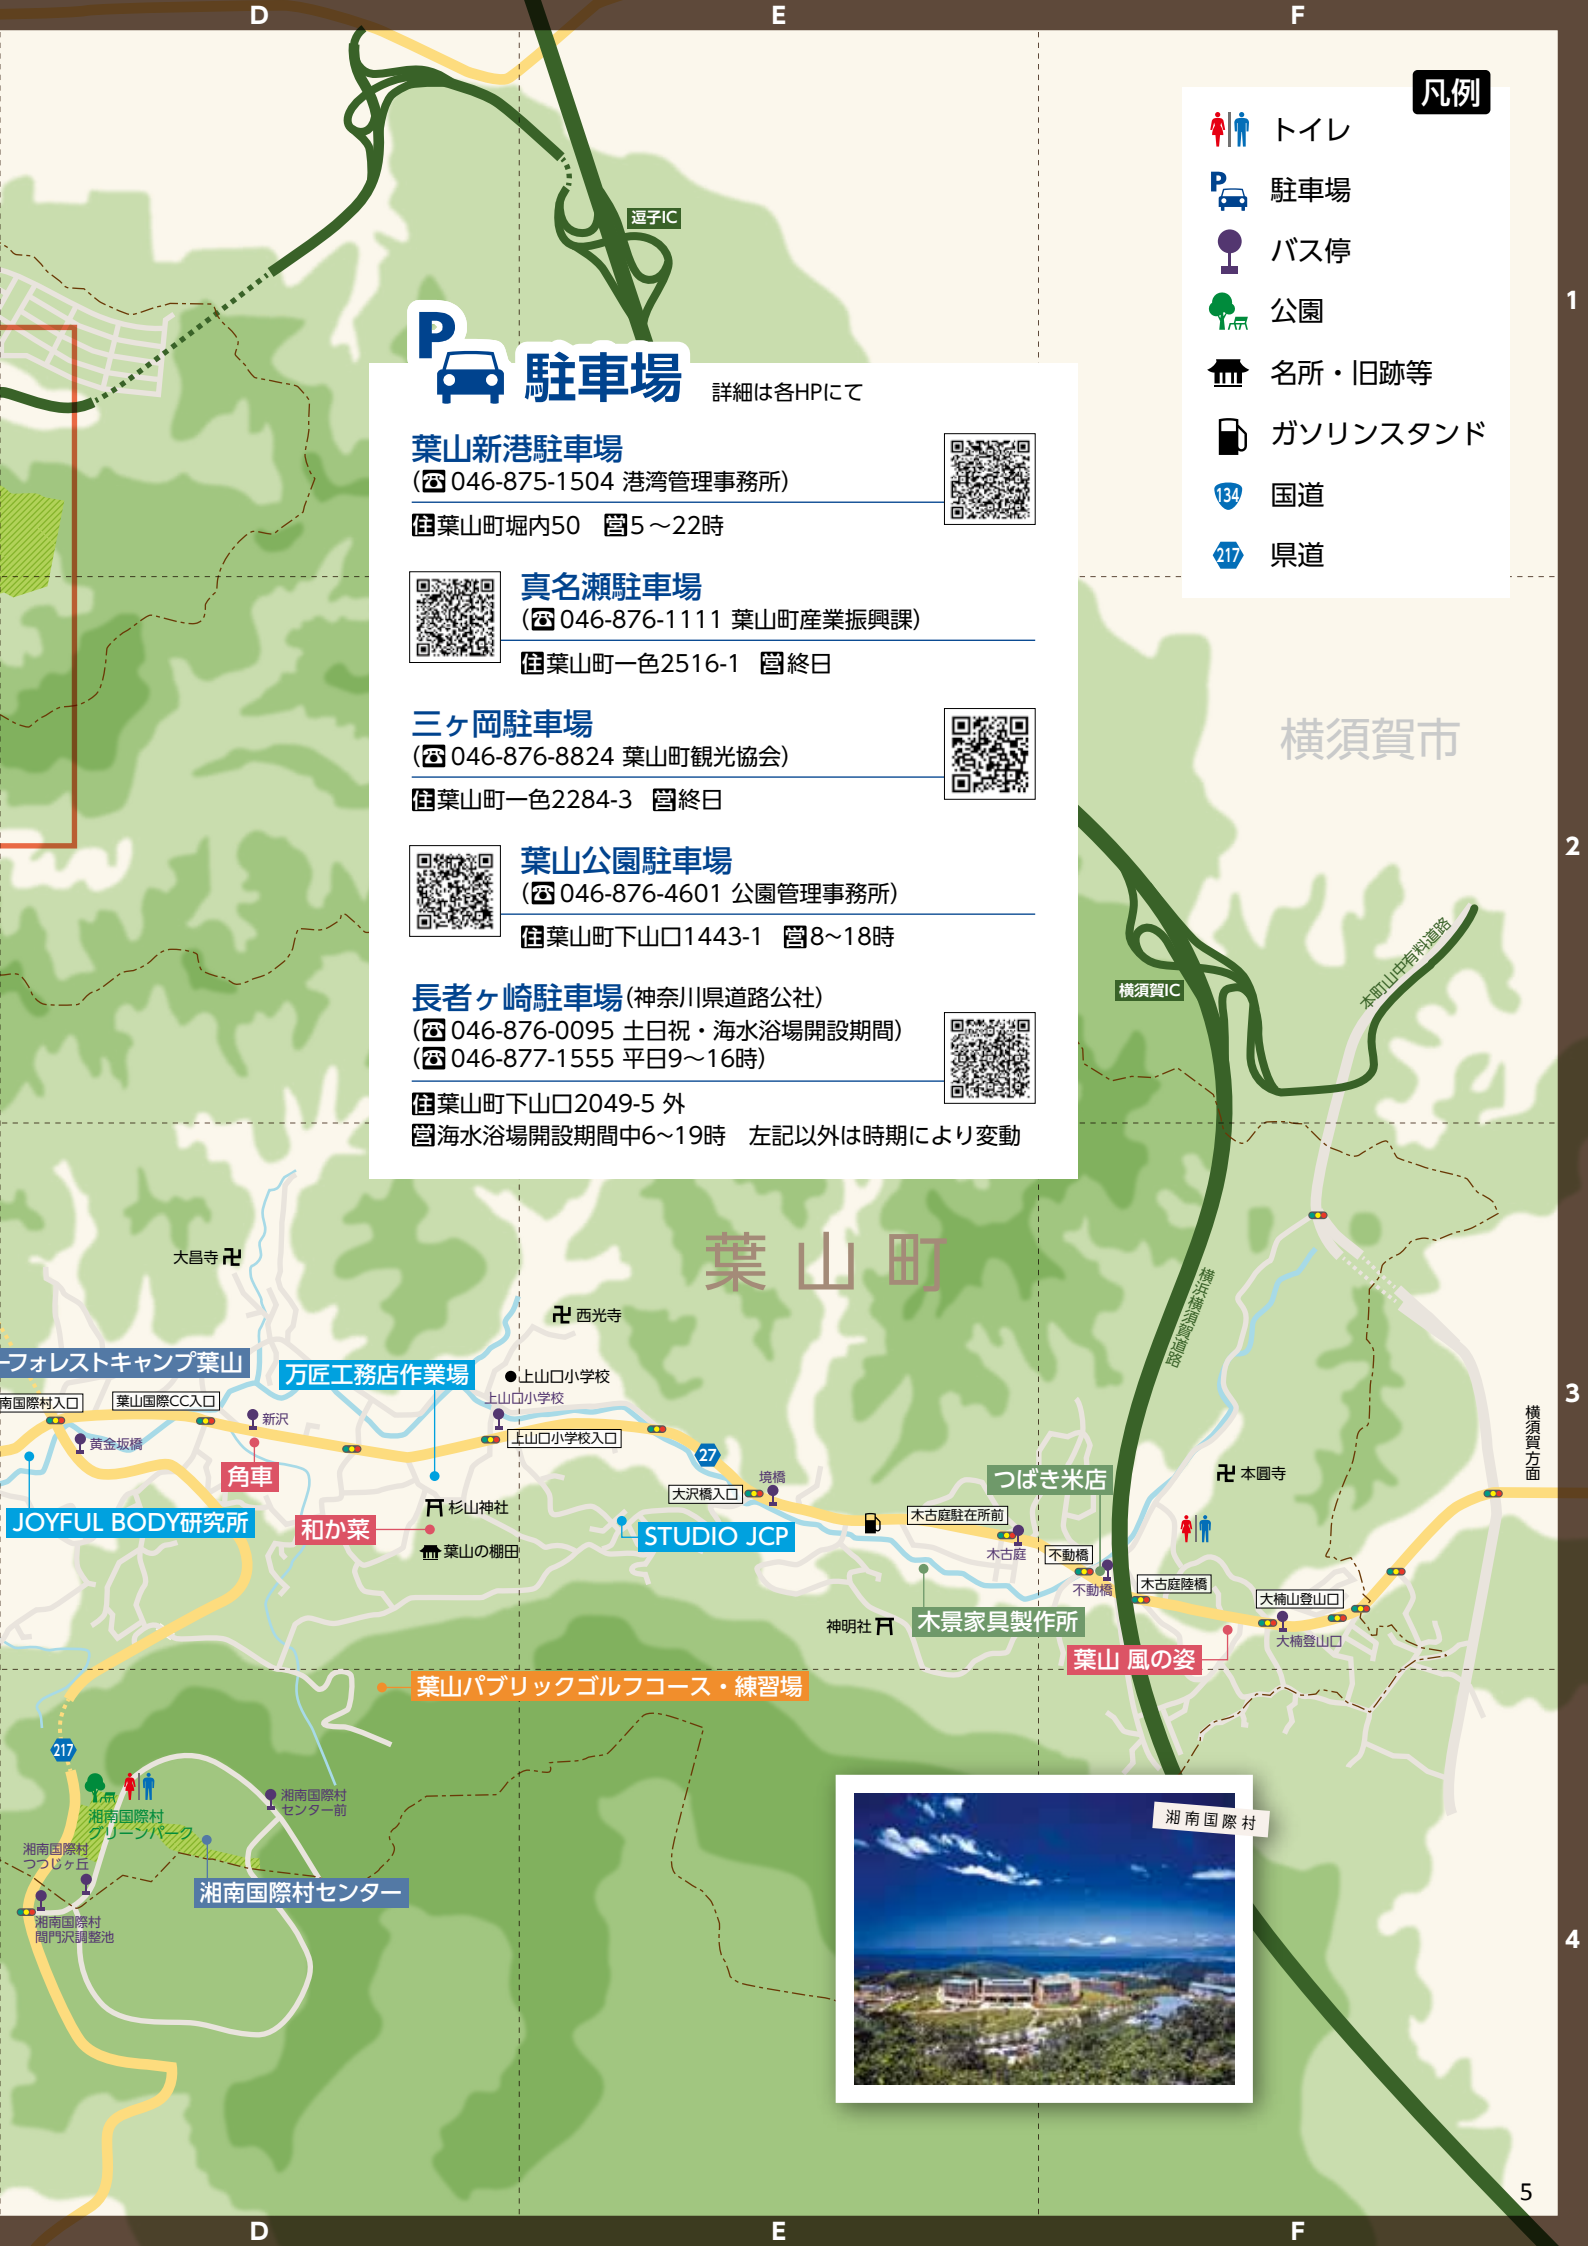 D
E
F
凡例
トイレ
P
駐車場
バス停
公園
名所・旧跡等
ガソリンスタンド
134
国道
217
県道
1
2
3
4
逗子IC
P
駐車場
詳細は各HPにて
葉山新港駐車場
(☎046-875-1504 港湾管理事務所)
住葉山町堀内50 営5～22時
真名瀬駐車場
(☎046-876-1111 葉山町産業振興課)
住葉山町一色2516-1 営終日
三ヶ岡駐車場
(☎046-876-8824 葉山町観光協会)
住葉山町一色2284-3 営終日
葉山公園駐車場
(☎046-876-4601 公園管理事務所)
住葉山町下山口1443-1 営8~18時
長者ヶ崎駐車場(神奈川県道路公社)
(☎046-876-0095 土日祝・海水浴場開設期間)
(☎046-877-1555 平日9～16時)
住葉山町下山口2049-5 外
営海水浴場開設期間中6~19時 左記以外は時期により変動
横須賀市
横須賀IC
本町山中有料道路
葉山町
大昌寺
西光寺
横浜横須賀道路
ーフォレストキャンプ葉山
万匠工務店作業場
上山口小学校
上山口小学校
南国際村入口
葉山国際CC入口
新沢
黄金坂橋
上山口小学校入口
27
横須賀方面
角車
大沢橋入口
境橋
つばき米店
本圓寺
杉山神社
JOYFUL BODY研究所
和か菜
葉山の棚田
STUDIO JCP
木古庭駐在所前
木古庭
不動橋
不動橋
木古庭陸橋
大楠山登山口
大楠登山口
神明社
木景家具製作所
葉山 風の姿
葉山パブリックゴルフコース・練習場
217
湘南国際村
グリーンパーク
湘南国際村
センター前
湘南国際村
つつじヶ丘
湘南国際村センター
湘南国際村
間門沢調整池
湘南国際村
5
D
E
F